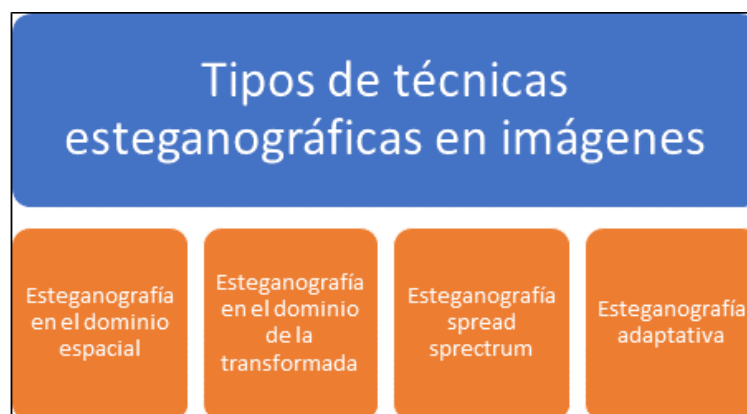 Tipos de técnicas
esteganográficas en imágenes
Esteganografía
en el dominio
espacial
Esteganografía
en el dominio
de la
transformada
Esteganografía
spread
sprectrum
Esteganografía
adaptativa